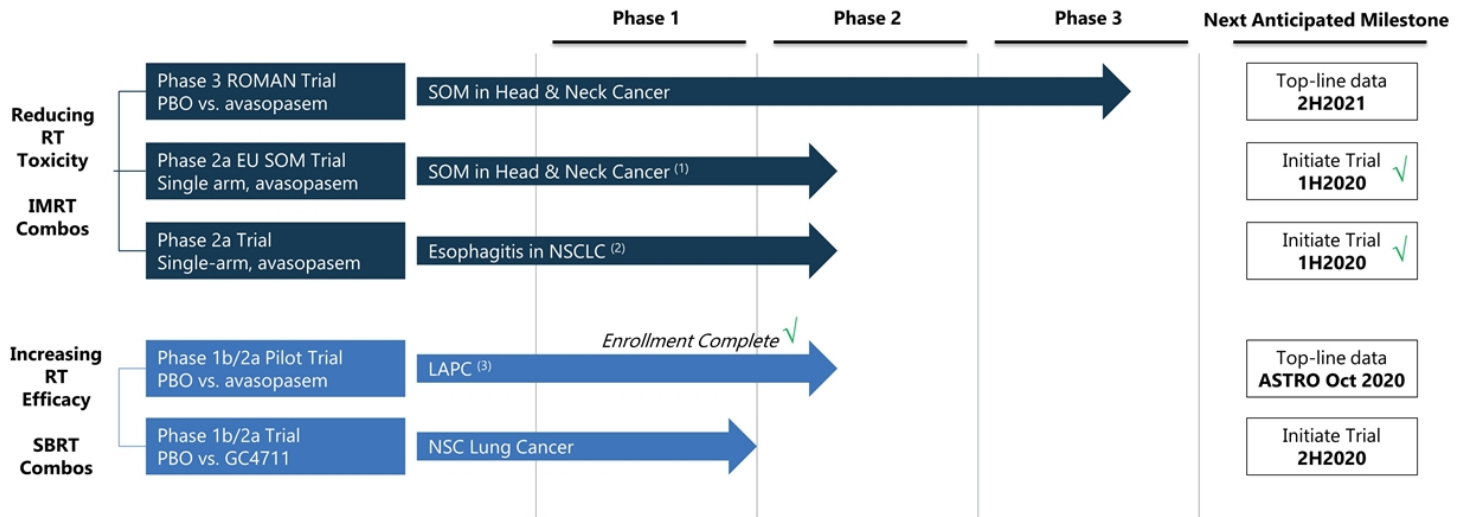 Phase 1
Phase 2
Phase 3
Next Anticipated Milestone
Reducing
RT
Toxicity
IMRT
Combos
Phase 3 ROMAN Trial
PBO vs. avasopasem
SOM in Head & Neck Cancer
Top-line data
2H2021
Phase 2a EU SOM Trial
Single arm, avasopasem
SOM in Head & Neck Cancer (1)
Initiate Trial
1H2020 √
Phase 2a Trial
Single-arm, avasopasem
Esophagitis in NSCLC (2)
Initiate Trial
1H2020 √
Increasing
RT
Efficacy
SBRT
Combos
Enrollment Complete √
Phase 1b/2a Pilot Trial
PBO vs. avasopasem
LAPC (3)
Top-line data
ASTRO Oct 2020
Phase 1b/2a Trial
PBO vs. GC4711
NSC Lung Cancer
Initiate Trial
2H2020